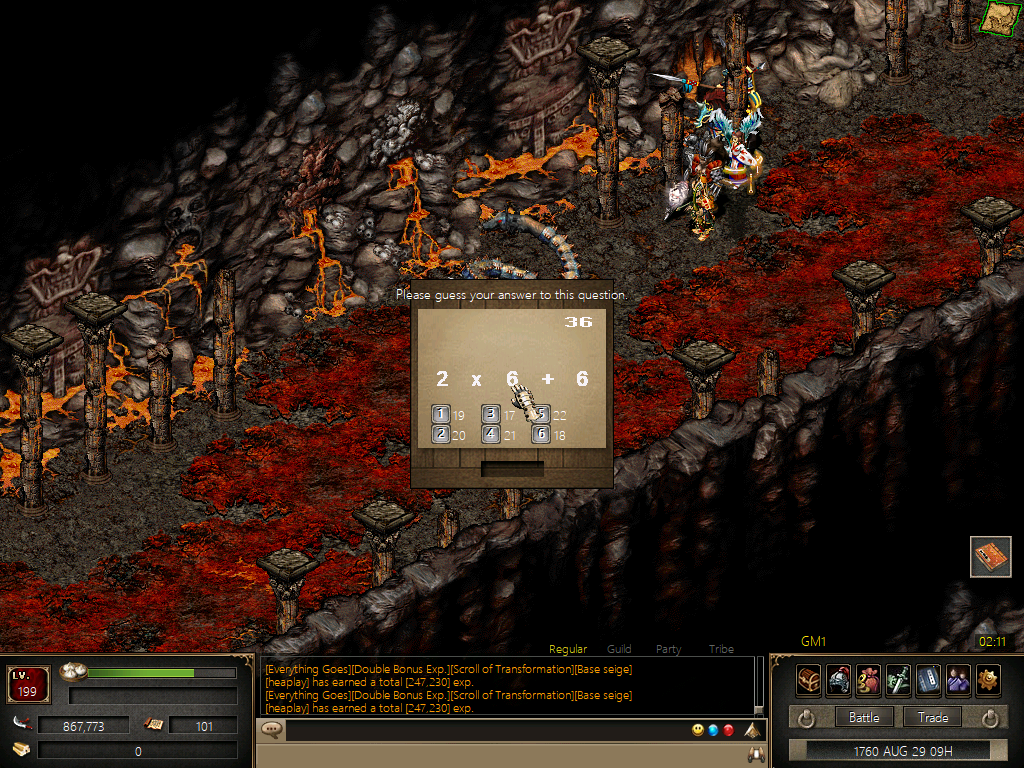 Please guess your answer to this question.
36
2 x 6 + 6
1 19 3 17 5 22
2 20 4 21 6 18
GM1 02:11
Regular Guild Party Tribe
[Everything Goes][Double Bonus Exp.][Scroll of Transformation][Base seige]
[heaplay] has earned a total [247,230] exp.
[Everything Goes][Double Bonus Exp.][Scroll of Transformation][Base seige]
[heaplay] has earned a total [247,230] exp.
LV.
199
867,773 101
0
Battle Trade
1760 AUG 29 09H